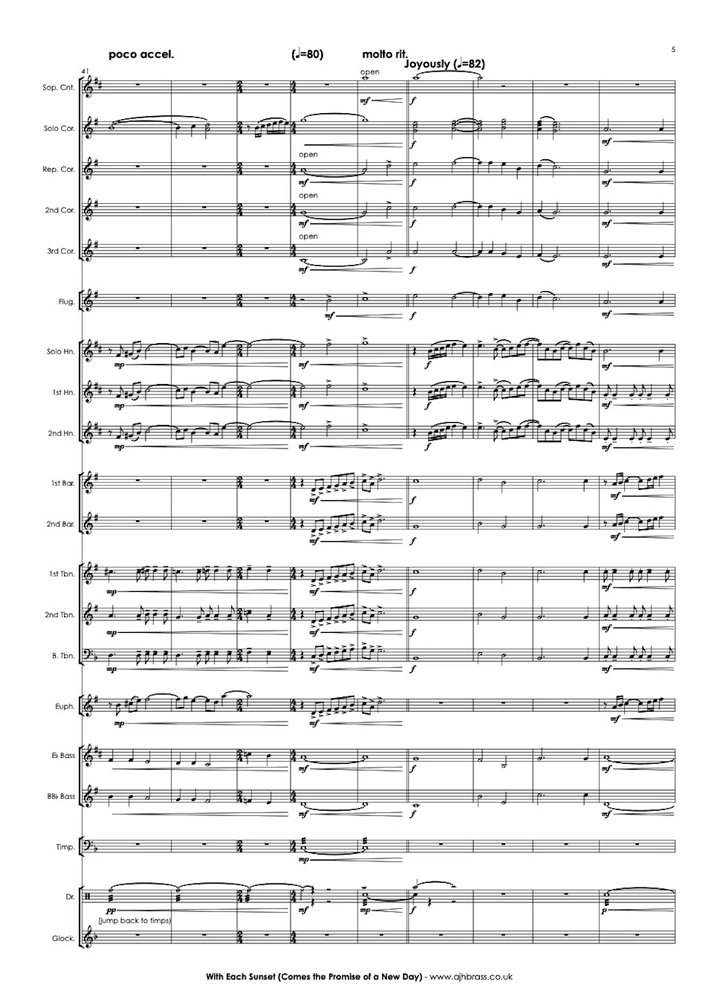 5
poco accel. (♩=80) molto rit.
Joyously (♩=82)
41
open
Sop. Cnt.
mf f
Solo Cor.
f mf
open
Rep. Cor.
mf f mf
open
2nd Cor.
mf f mf
open
3rd Cor.
mf f mf
Flug.
mf f mf
Solo Hn.
mp mf f mf
1st Hn.
mp mf f mf
2nd Hn.
mp mf f mf
1st Bar.
mf f mf
2nd Bar.
mf f mf
1st Tbn.
mp mf f mf
2nd Tbn.
mp mf f mf
B. Tbn.
mp mf f mf
Euph.
mp mf f mf
E♭ Bass
mf f mf
BB♭ Bass
mf f mf
Timp.
mp
Dr.
pp mf f p
(jump back to timps)
Glock.
With Each Sunset (Comes the Promise of a New Day) - www.ajhbrass.co.uk